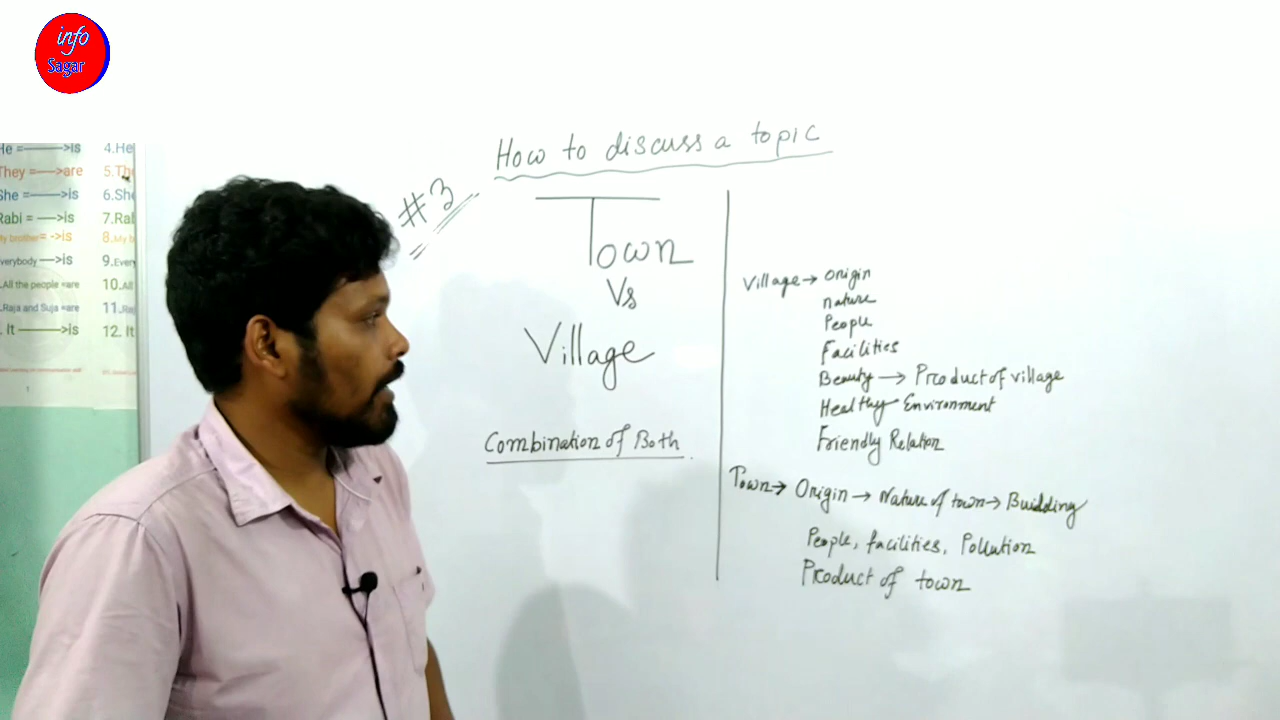 info
Sagar
He =———>is
They =—->are
She =——->is
Rabi = —->is
My brother= ->is
everybody —->is
.All the people =are
.Raja and Suja =are
. It ———>is
4.He
5.Th
6.She
7.Ral
8.My b
9.Every
10.All
11.Raj
12. It
How to discuss a topic
#3
Town
Vs
Village
Combination of Both
Village → origin
nature
People
Facilities
Beauty → Product of village
Healthy Environment
Friendly Relation
Town → Origin → Nature of town → Building
People, facilities, Pollution
Product of town